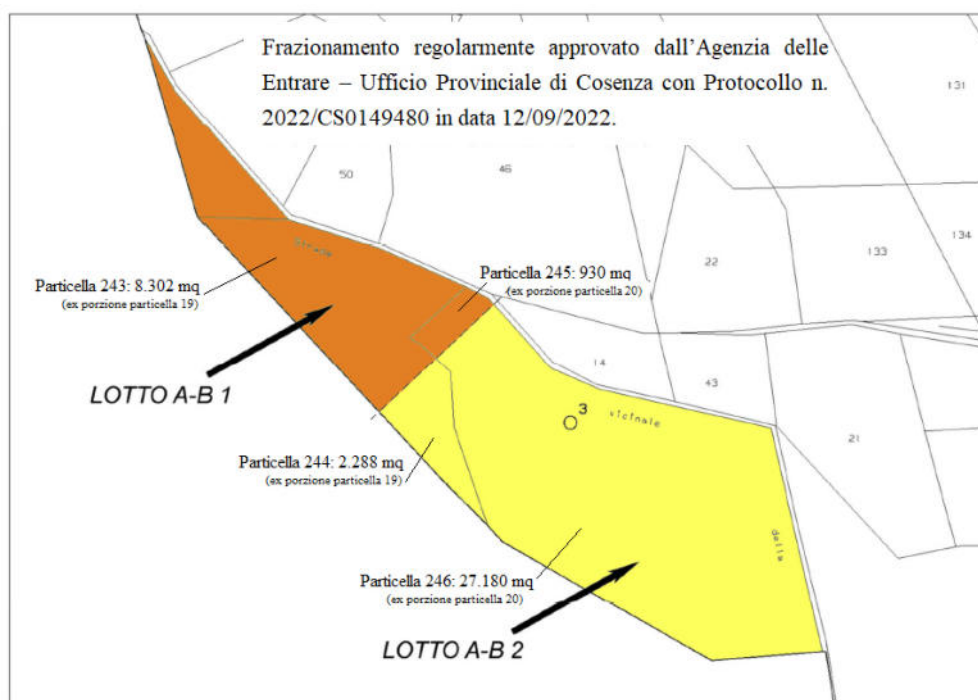 Frazionamento regolarmente approvato dall’Agenzia delle
Entrare – Ufficio Provinciale di Cosenza con Protocollo n.
2022/CS0149480 in data 12/09/2022.
131
50
46
22
133
134
Strada
Particella 243: 8.302 mq
(ex porzione particella 19)
Particella 245: 930 mq
(ex porzione particella 20)
LOTTO A-B 1
14
43
3
vicinale
21
Particella 244: 2.288 mq
(ex porzione particella 19)
della
Particella 246: 27.180 mq
(ex porzione particella 20)
LOTTO A-B 2